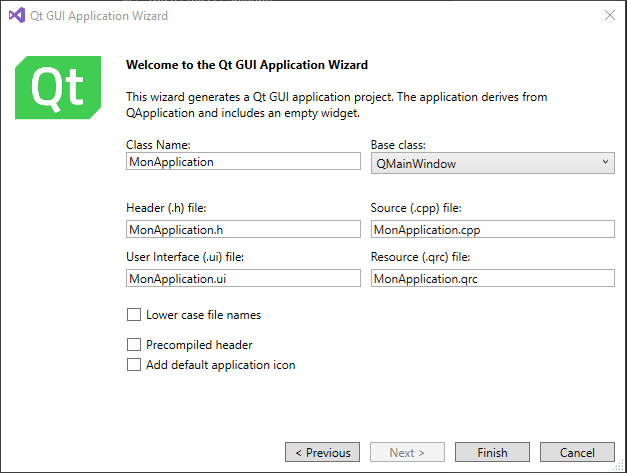 Qt GUI Application Wizard
Qt
Welcome to the Qt GUI Application Wizard
This wizard generates a Qt GUI application project. The application derives from
QApplication and includes an empty widget.
Class Name:
Base class:
MonApplication
QMainWindow
Header (.h) file:
Source (.cpp) file:
MonApplication.h
MonApplication.cpp
User Interface (.ui) file:
Resource (.qrc) file:
MonApplication.ui
MonApplication.qrc
Lower case file names
Precompiled header
Add default application icon
< Previous
Next >
Finish
Cancel